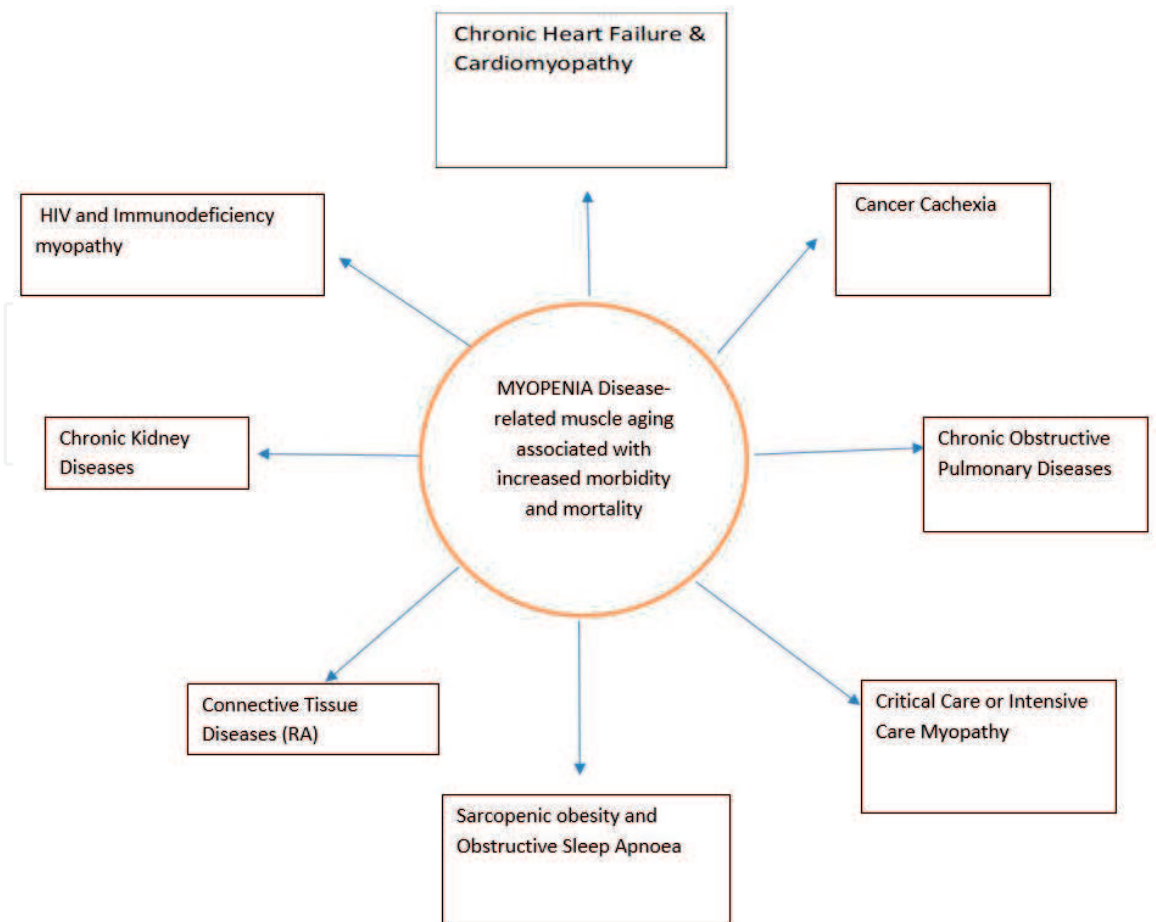 Chronic Heart Failure &
Cardiomyopathy
HIV and Immunodeficiency
myopathy
Cancer Cachexia
MYOPENIA Disease-
related muscle aging
associated with
increased morbidity
and mortality
Chronic Kidney
Diseases
Chronic Obstructive
Pulmonary Diseases
Connective Tissue
Diseases (RA)
Critical Care or Intensive
Care Myopathy
Sarcopenic obesity and
Obstructive Sleep Apnoea